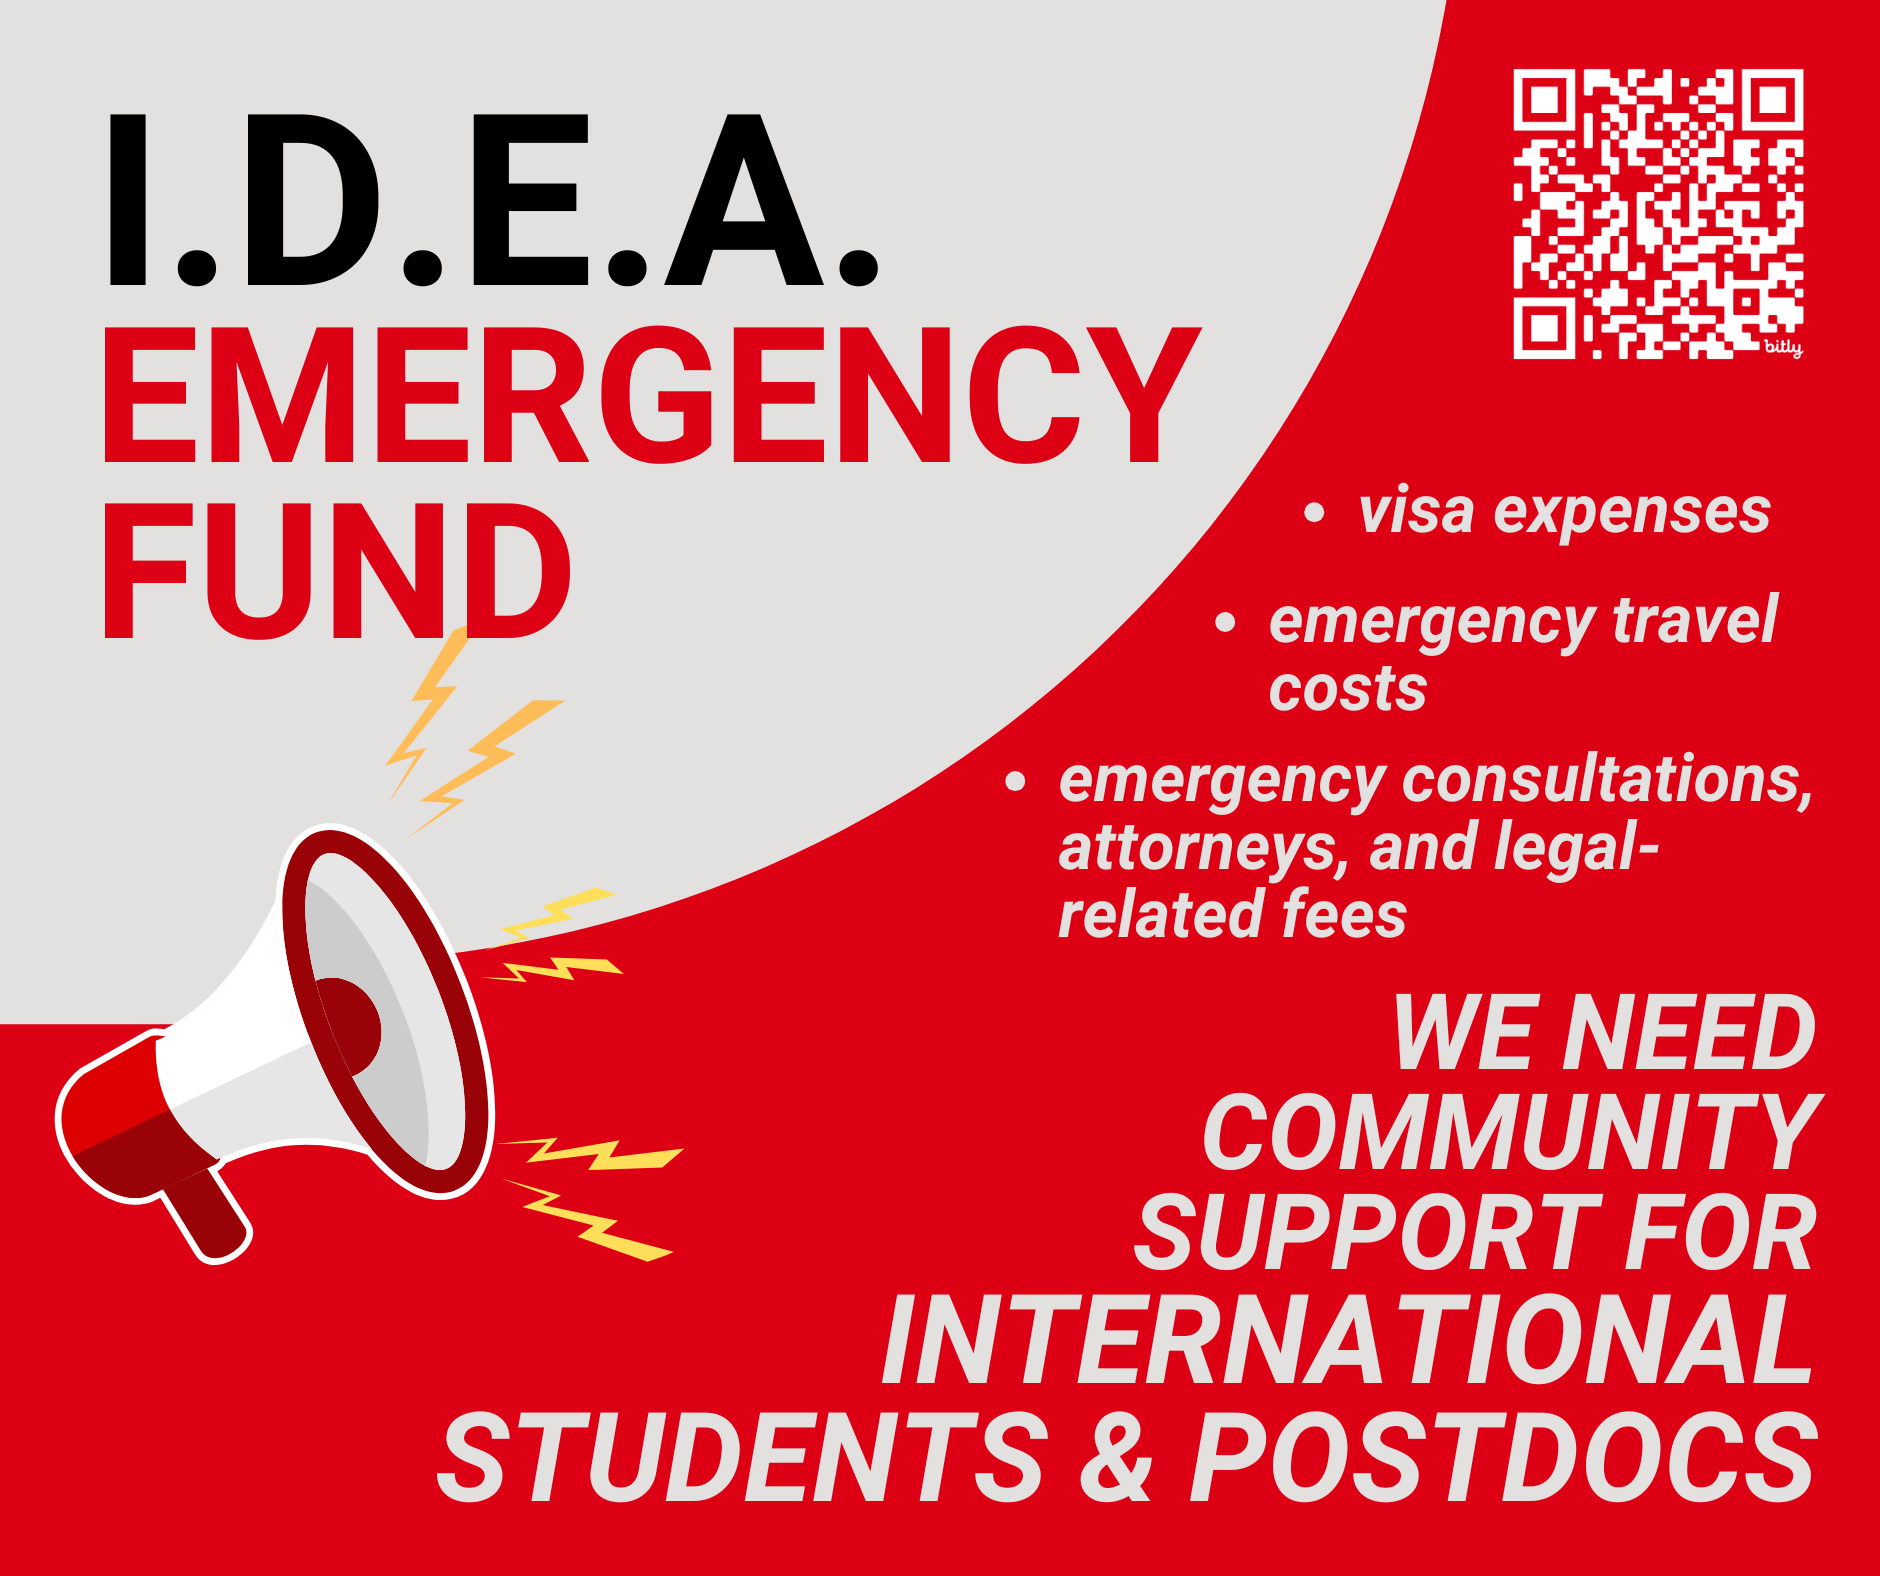 I.D.E.A.
EMERGENCY
FUND
bitly
• visa expenses
• emergency travel
costs
• emergency consultations,
attorneys, and legal-
related fees
WE NEED
COMMUNITY
SUPPORT FOR
INTERNATIONAL
STUDENTS & POSTDOCS